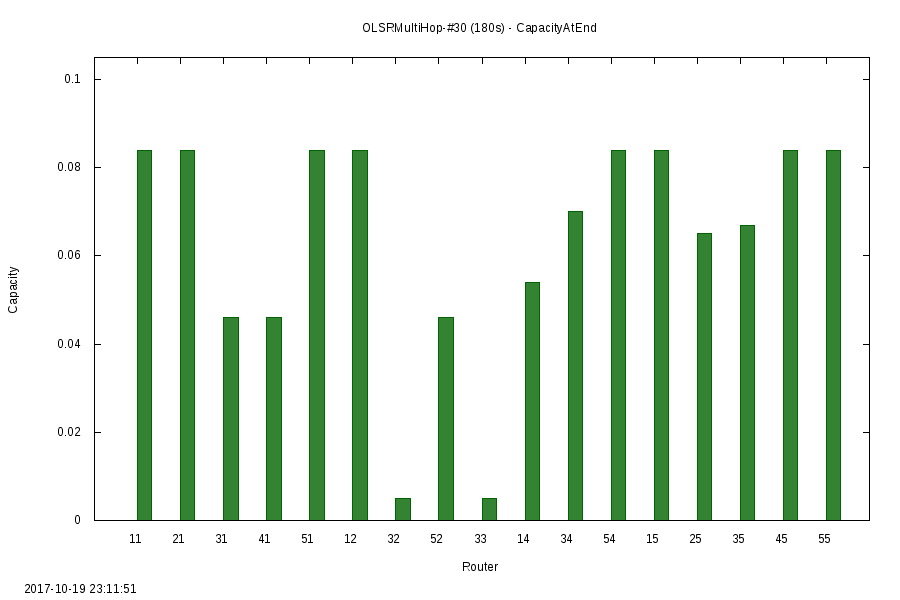 OLSRMultiHop-#30 (180s) - CapacityAtEnd
0.1
0.08
0.06
0.04
0.02
0
Capacity
11 21 31 41 51 12 32 52 33 14 34 54 15 25 35 45 55
Router
2017-10-19 23:11:51